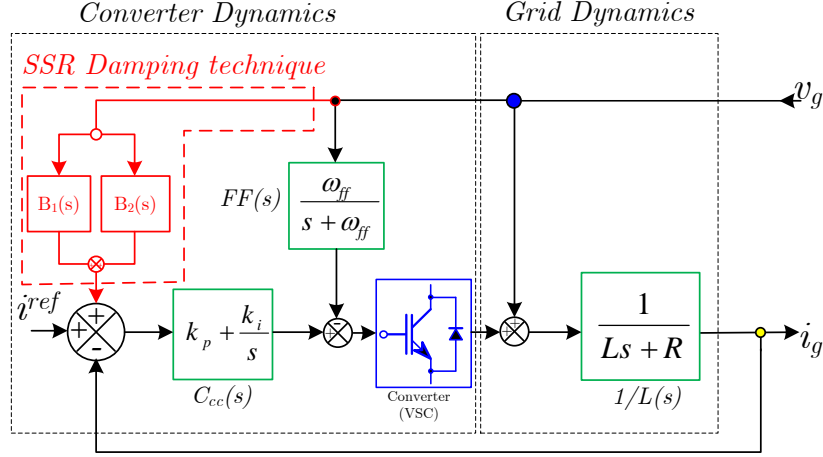 Converter Dynamics
Grid Dynamics
SSR Damping technique
v_g
B₁(s)
B₂(s)
FF(s)
ω_ff
s + ω_ff
i^ref
+
+
-
k_p + k_i
s
C_cc(s)
-
+
Converter
(VSC)
+
+
1
Ls + R
1/L(s)
i_g